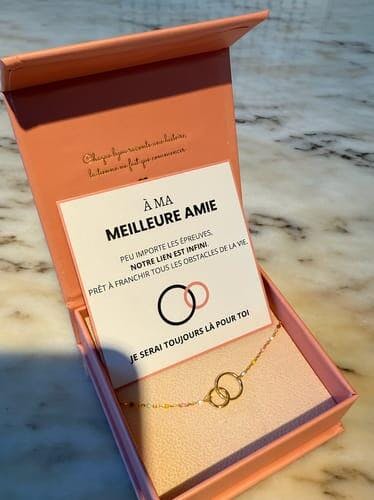 Chaque bijou raconte une histoire,
la tienne ne fait que commencer
À MA
MEILLEURE AMIE
PEU IMPORTE LES ÉPREUVES,
NOTRE LIEN EST INFINI.
PRÊT À FRANCHIR TOUS LES OBSTACLES DE LA VIE.
JE SERAI TOUJOURS LÀ POUR TOI